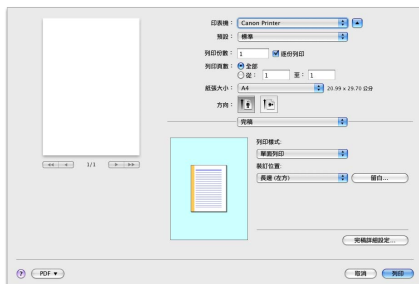 印表機： Canon Printer
預設： 標準
列印份數： 1 逐份列印
列印頁數： 全部
從： 1 至： 1
紙張大小： A4 20.99 x 29.70 公分
方向：
完稿
1/1
列印樣式:
單面列印
裝訂位置:
長邊 (左方) 留白...
完稿詳細設定...
? PDF 取消 列印